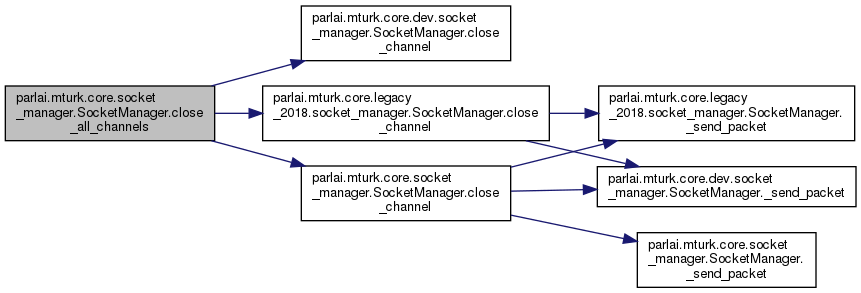 parlai.mturk.core.socket
_manager.SocketManager.close
_all_channels
parlai.mturk.core.dev.socket
_manager.SocketManager.close
_channel
parlai.mturk.core.legacy
_2018.socket_manager.SocketManager.close
_channel
parlai.mturk.core.socket
_manager.SocketManager.close
_channel
parlai.mturk.core.legacy
_2018.socket_manager.SocketManager.
_send_packet
parlai.mturk.core.dev.socket
_manager.SocketManager._send_packet
parlai.mturk.core.socket
_manager.SocketManager.
_send_packet